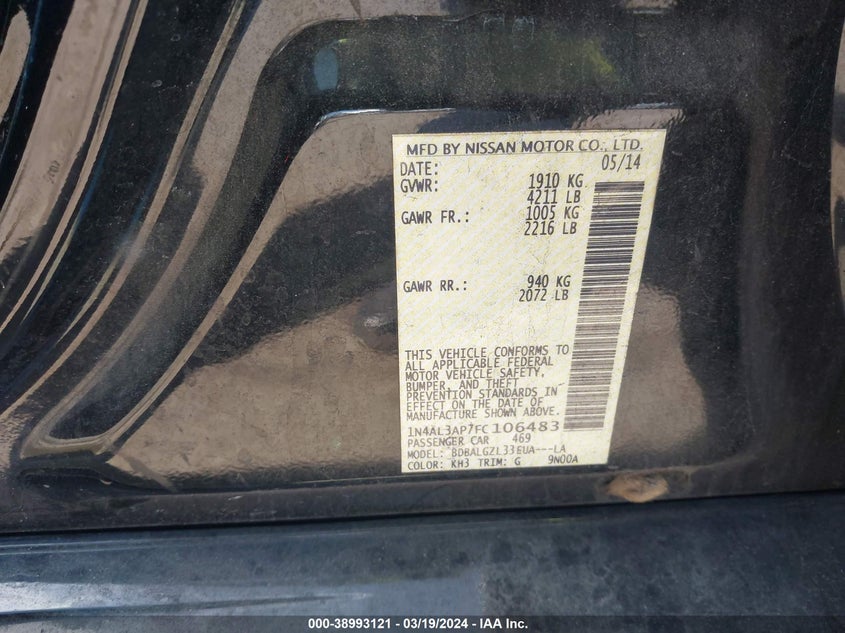 MFD BY NISSAN MOTOR CO., LTD.
DATE: 05/14
GVWR: 1910 KG
4211 LB
GAWR FR.: 1005 KG
2216 LB
GAWR RR.: 940 KG
2072 LB
THIS VEHICLE CONFORMS TO
ALL APPLICABLE FEDERAL
MOTOR VEHICLE SAFETY,
BUMPER, AND THEFT
PREVENTION STANDARDS IN
EFFECT ON THE DATE OF
MANUFACTURE SHOWN ABOVE.
1N4AL3AP7FC106483
PASSENGER CAR 469
MODEL: BDBALGZL33EUA---LA
COLOR: KH3 TRIM: G 9N00A
000-38993121 - 03/19/2024 - IAA Inc.